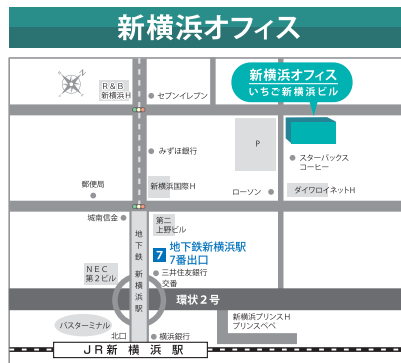 新横浜オフィス
新横浜オフィス
いちご新横浜ビル
R&B
新横浜H
セブンイレブン
みずほ銀行
P
スターバックス
コーヒー
郵便局
新横浜国際H
ローソン
ダイワロイネットH
城南信金
第二
上野ビル
地下鉄 新横浜駅
7
地下鉄新横浜駅
7番出口
NEC
第2ビル
三井住友銀行
交番
環状2号
バスターミナル
北口
横浜銀行
新横浜プリンスH
プリンスペペ
JR新横浜駅